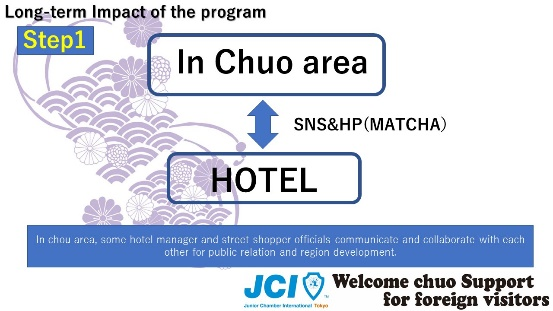 Long-term Impact of the program
Step1
In Chuo area
SNS&HP(MATCHA)
HOTEL
In chou area, some hotel manager and street shopper officials communicate and collaborate with each
other for public relation and region development.
JCI
TM
Junior Chamber International Tokyo
Welcome chuo Support
for foreign visitors